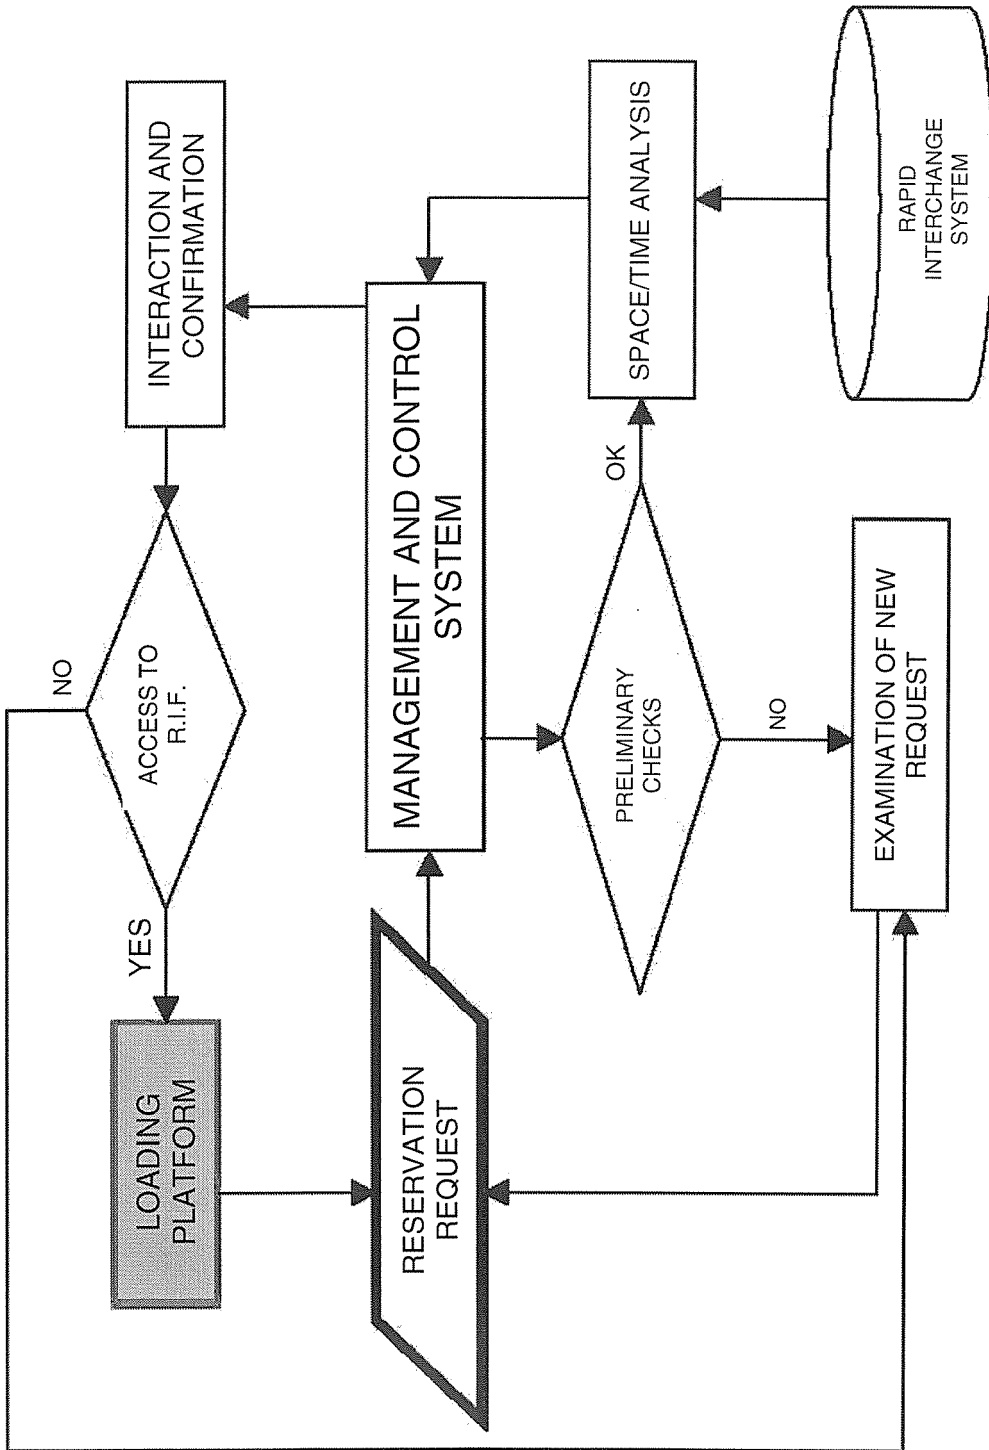 LOADING
PLATFORM
YES
ACCESS TO
R.I.F.
NO
INTERACTION AND
CONFIRMATION
RESERVATION
REQUEST
MANAGEMENT AND CONTROL
SYSTEM
PRELIMINARY
CHECKS
OK
SPACE/TIME ANALYSIS
NO
EXAMINATION OF NEW
REQUEST
RAPID
INTERCHANGE
SYSTEM